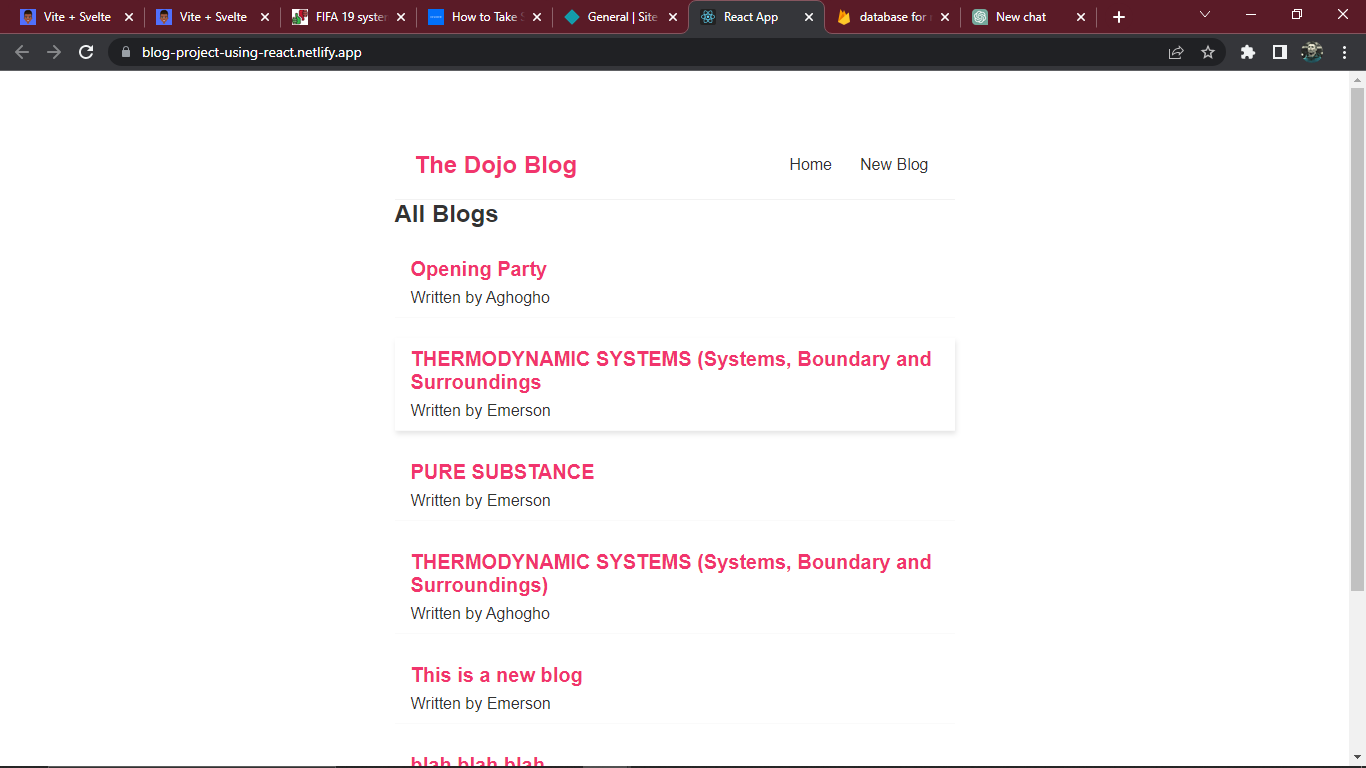 Vite + Svelte
Vite + Svelte
FIFA 19 system
How to Take
General | Site
React App
database for
New chat
blog-project-using-react.netlify.app
The Dojo Blog
Home
New Blog
All Blogs
Opening Party
Written by Aghogho
THERMODYNAMIC SYSTEMS (Systems, Boundary and
Surroundings
Written by Emerson
PURE SUBSTANCE
Written by Emerson
THERMODYNAMIC SYSTEMS (Systems, Boundary and
Surroundings)
Written by Aghogho
This is a new blog
Written by Emerson
blah blah blah